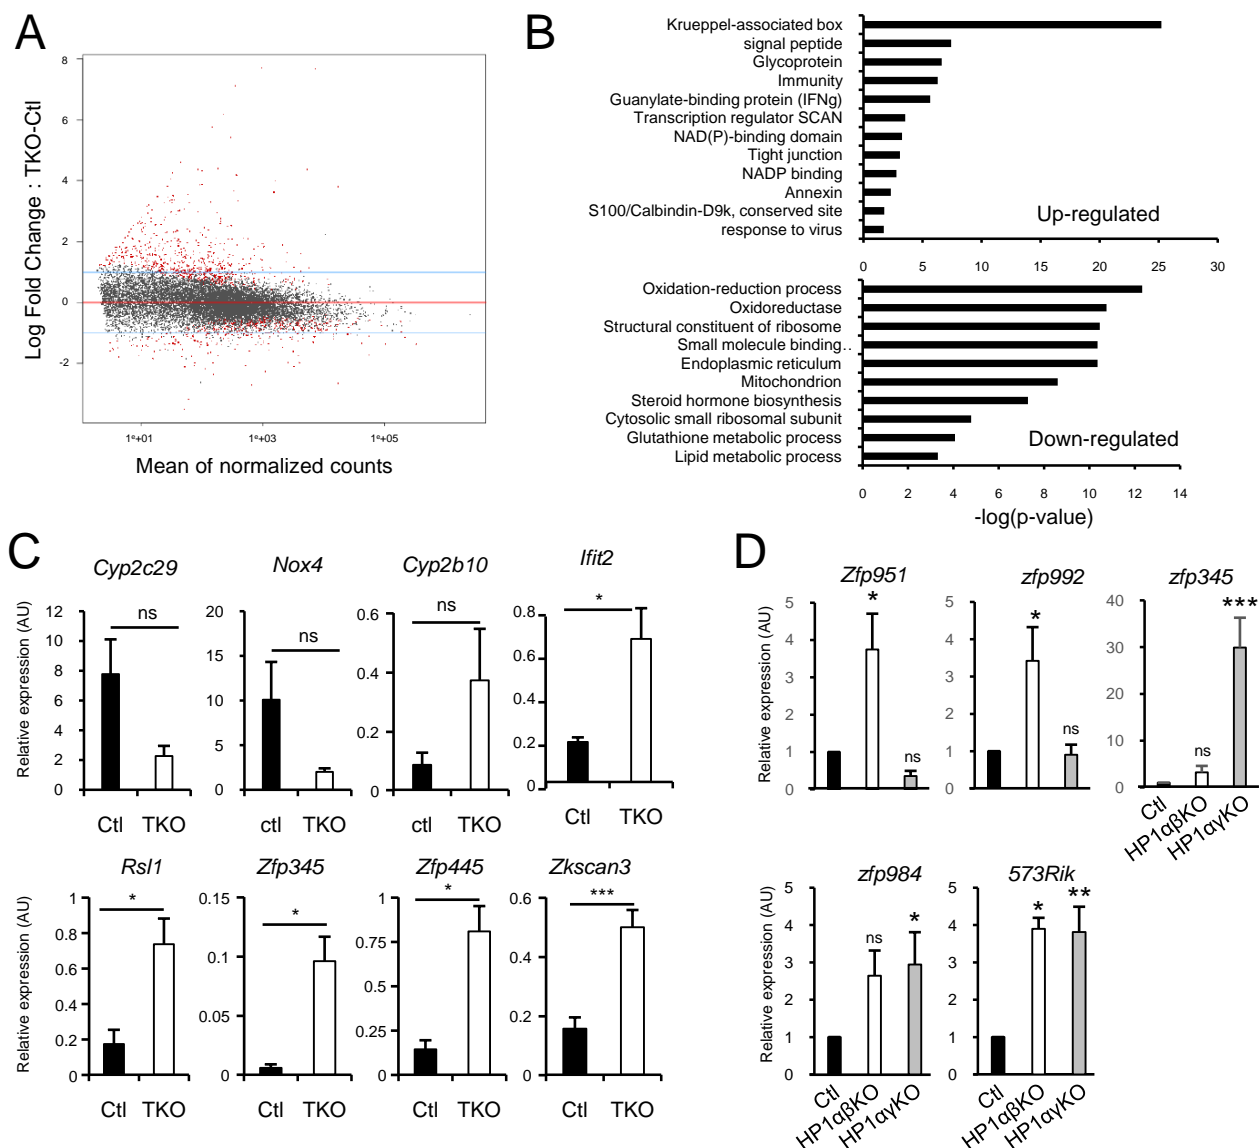 A
Log Fold Change : TKO-Ctl
8
6
4
2
0
-2
1e+01
1e+03
1e+05
Mean of normalized counts
B
Krueppel-associated box
signal peptide
Glycoprotein
Immunity
Guanylate-binding protein (IFNg)
Transcription regulator SCAN
NAD(P)-binding domain
Tight junction
NADP binding
Annexin
S100/Calbindin-D9k, conserved site
response to virus
Up-regulated
0 5 10 15 20 25 30
Oxidation-reduction process
Oxidoreductase
Structural constituent of ribosome
Small molecule binding..
Endoplasmic reticulum
Mitochondrion
Steroid hormone biosynthesis
Cytosolic small ribosomal subunit
Glutathione metabolic process
Lipid metabolic process
Down-regulated
0 2 4 6 8 10 12 14
-log(p-value)
C
Relative expression (AU)
Cyp2c29
12
10
8
6
4
2
0
ns
Ctl TKO
Nox4
20
15
10
5
0
ns
ctl TKO
Cyp2b10
0.6
0.4
0.2
0
ns
Ctl TKO
Ifit2
0.8
0.6
0.4
0.2
0
*
Ctl TKO
Relative expression (AU)
Rsl1
1
0.8
0.6
0.4
0.2
0
*
Ctl TKO
Zfp345
0.15
0.1
0.05
0
*
Ctl TKO
Zfp445
1
0.75
0.5
0.25
0
*
Ctl TKO
Zkscan3
0.6
0.4
0.2
0
***
Ctl TKO
D
Relative expression (AU)
Zfp951
5
4
3
2
1
0
*
ns
zfp992
5
4
3
2
1
0
*
ns
zfp345
40
30
20
10
0
ns
***
Ctl
HP1αβKO
HP1αγKO
Relative expression (AU)
zfp984
5
4
3
2
1
0
ns
*
Ctl
HP1αβKO
HP1αγKO
573Rik
5
4
3
2
1
0
*
**
Ctl
HP1αβKO
HP1αγKO